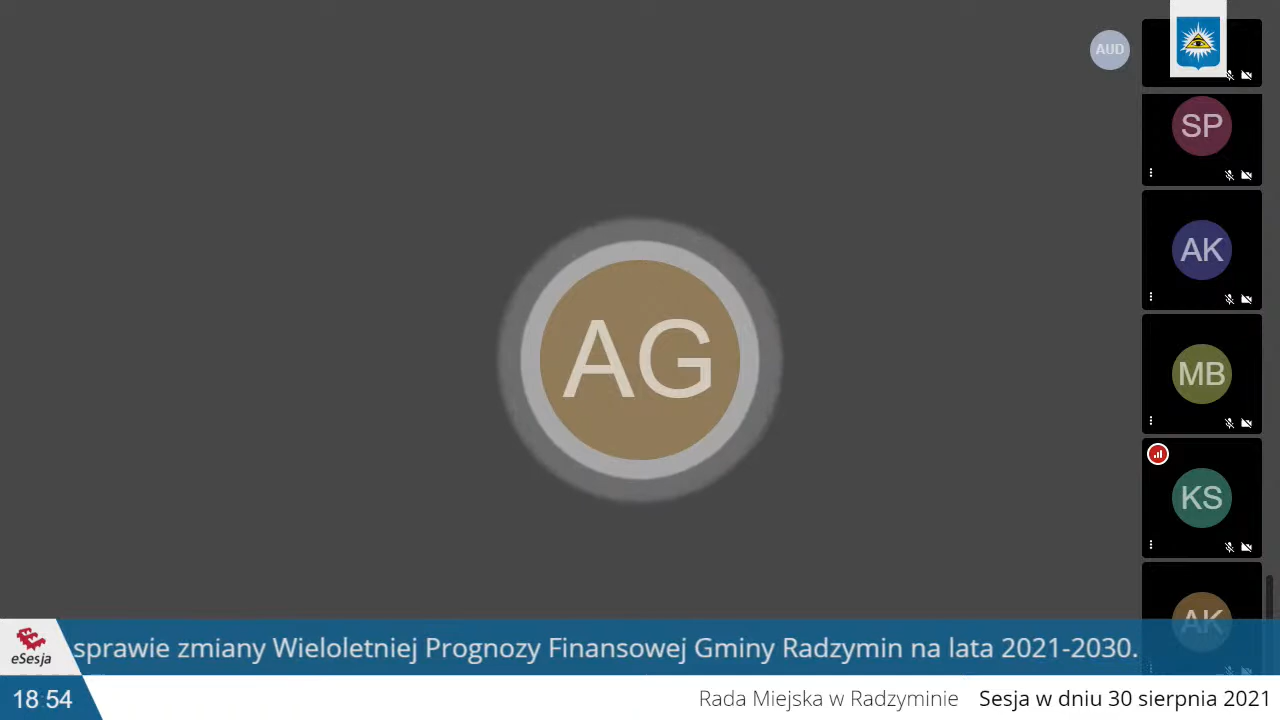 AUD
SP
AK
MB
KS
AG
AK
sprawie zmiany Wieloletniej Prognozy Finansowej Gminy Radzymin na lata 2021-2030.
eSesja
18:54
Rada Miejska w Radzyminie Sesja w dniu 30 sierpnia 2021